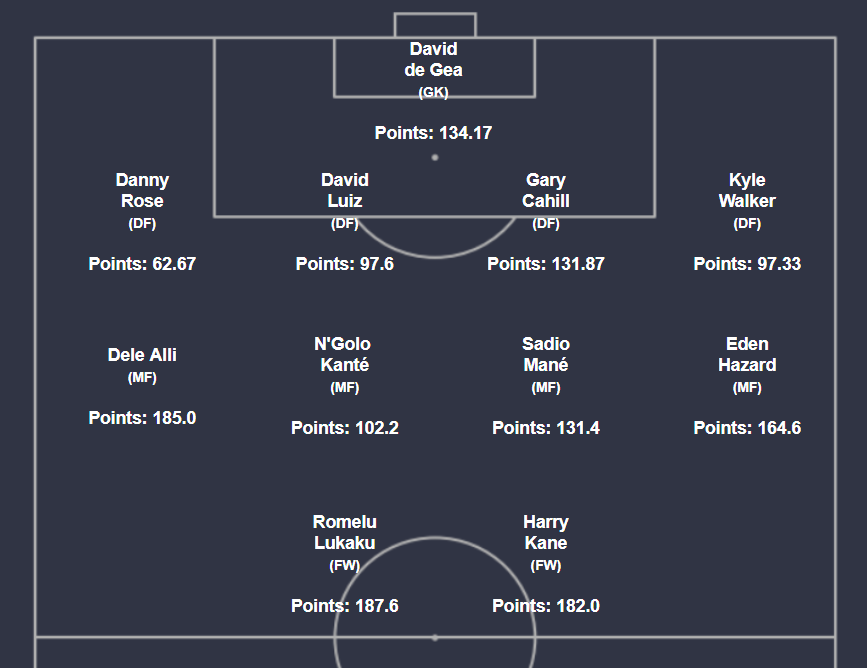 David
de Gea
(GK)
Points: 134.17
Danny
Rose
(DF)
Points: 62.67
David
Luiz
(DF)
Points: 97.6
Gary
Cahill
(DF)
Points: 131.87
Kyle
Walker
(DF)
Points: 97.33
Dele Alli
(MF)
Points: 185.0
N'Golo
Kanté
(MF)
Points: 102.2
Sadio
Mané
(MF)
Points: 131.4
Eden
Hazard
(MF)
Points: 164.6
Romelu
Lukaku
(FW)
Points: 187.6
Harry
Kane
(FW)
Points: 182.0